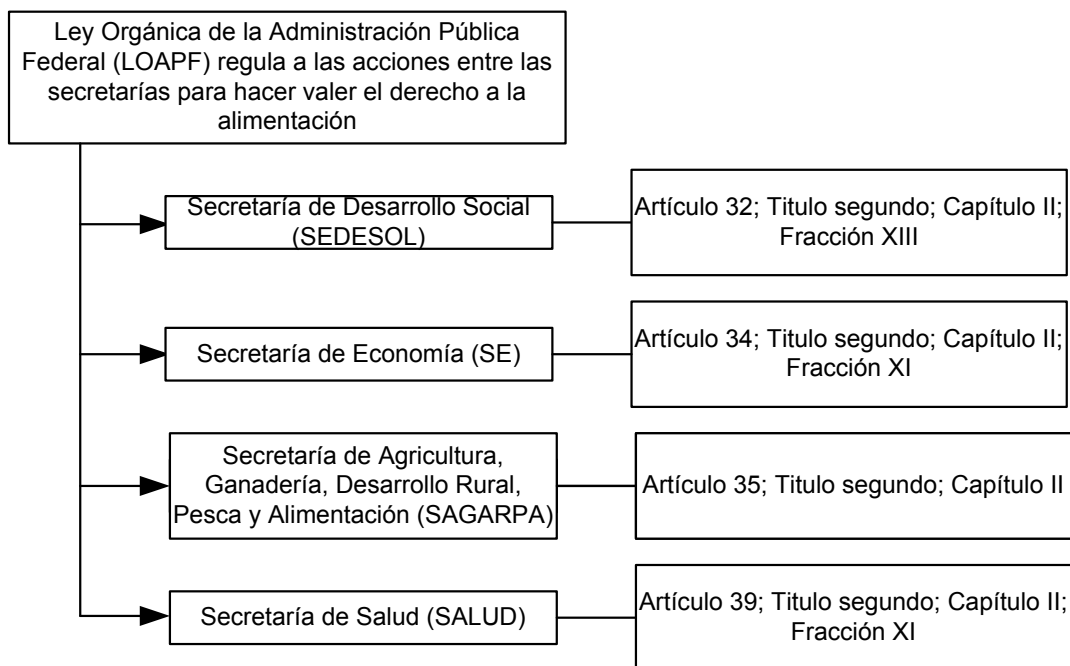 Ley Orgánica de la Administración Pública
Federal (LOAPF) regula a las acciones entre las
secretarías para hacer valer el derecho a la
alimentación
Secretaría de Desarrollo Social
(SEDESOL)
Artículo 32; Titulo segundo; Capítulo II;
Fracción XIII
Secretaría de Economía (SE)
Artículo 34; Titulo segundo; Capítulo II;
Fracción XI
Secretaría de Agricultura,
Ganadería, Desarrollo Rural,
Pesca y Alimentación (SAGARPA)
Artículo 35; Titulo segundo; Capítulo II
Secretaría de Salud (SALUD)
Artículo 39; Titulo segundo; Capítulo II;
Fracción XI